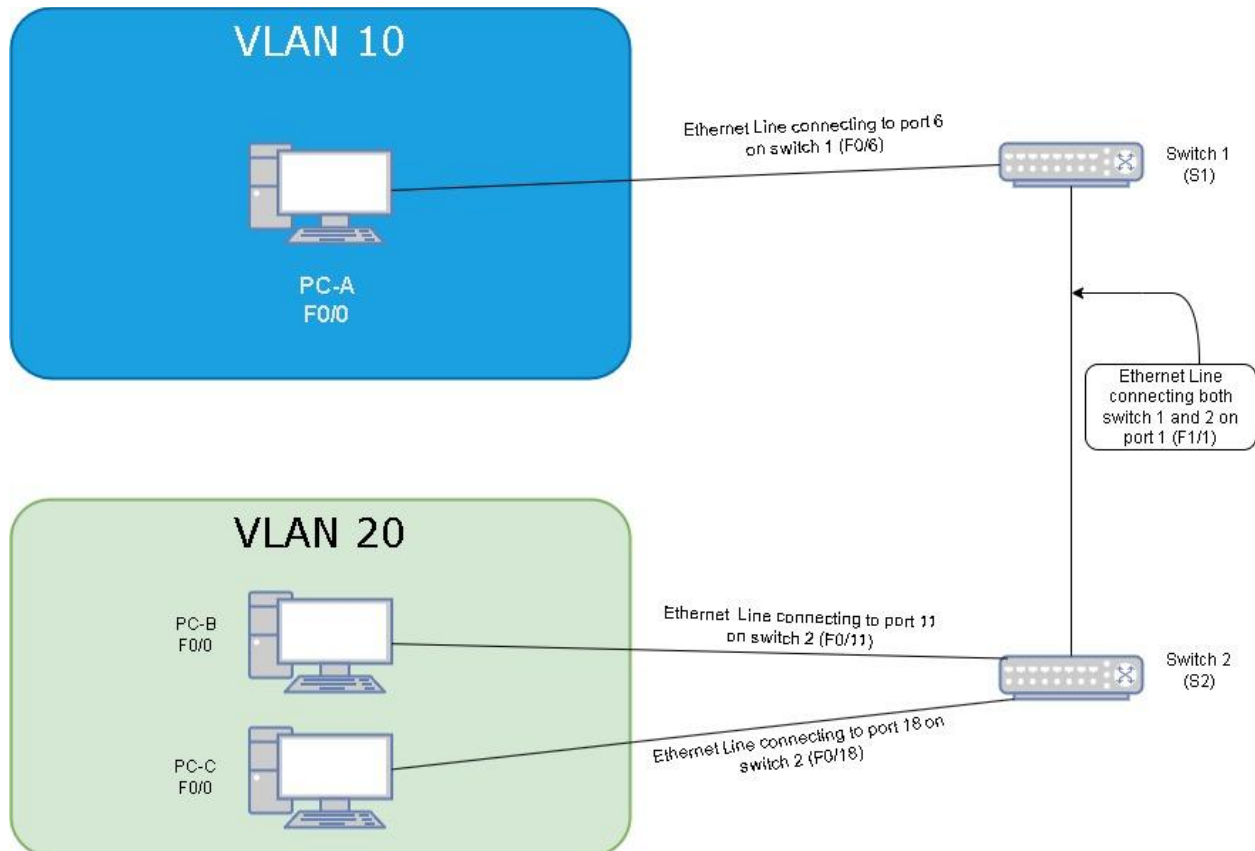 VLAN 10
Ethernet Line connecting to port 6
on switch 1 (F0/6)
Switch 1
(S1)
PC-A
F0/0
Ethernet Line
connecting both
switch 1 and 2 on
port 1 (F1/1)
VLAN 20
PC-B
F0/0
Ethernet Line connecting to port 11
on switch 2 (F0/11)
Switch 2
(S2)
PC-C
F0/0
Ethernet Line connecting to port 18 on
switch 2 (F0/18)